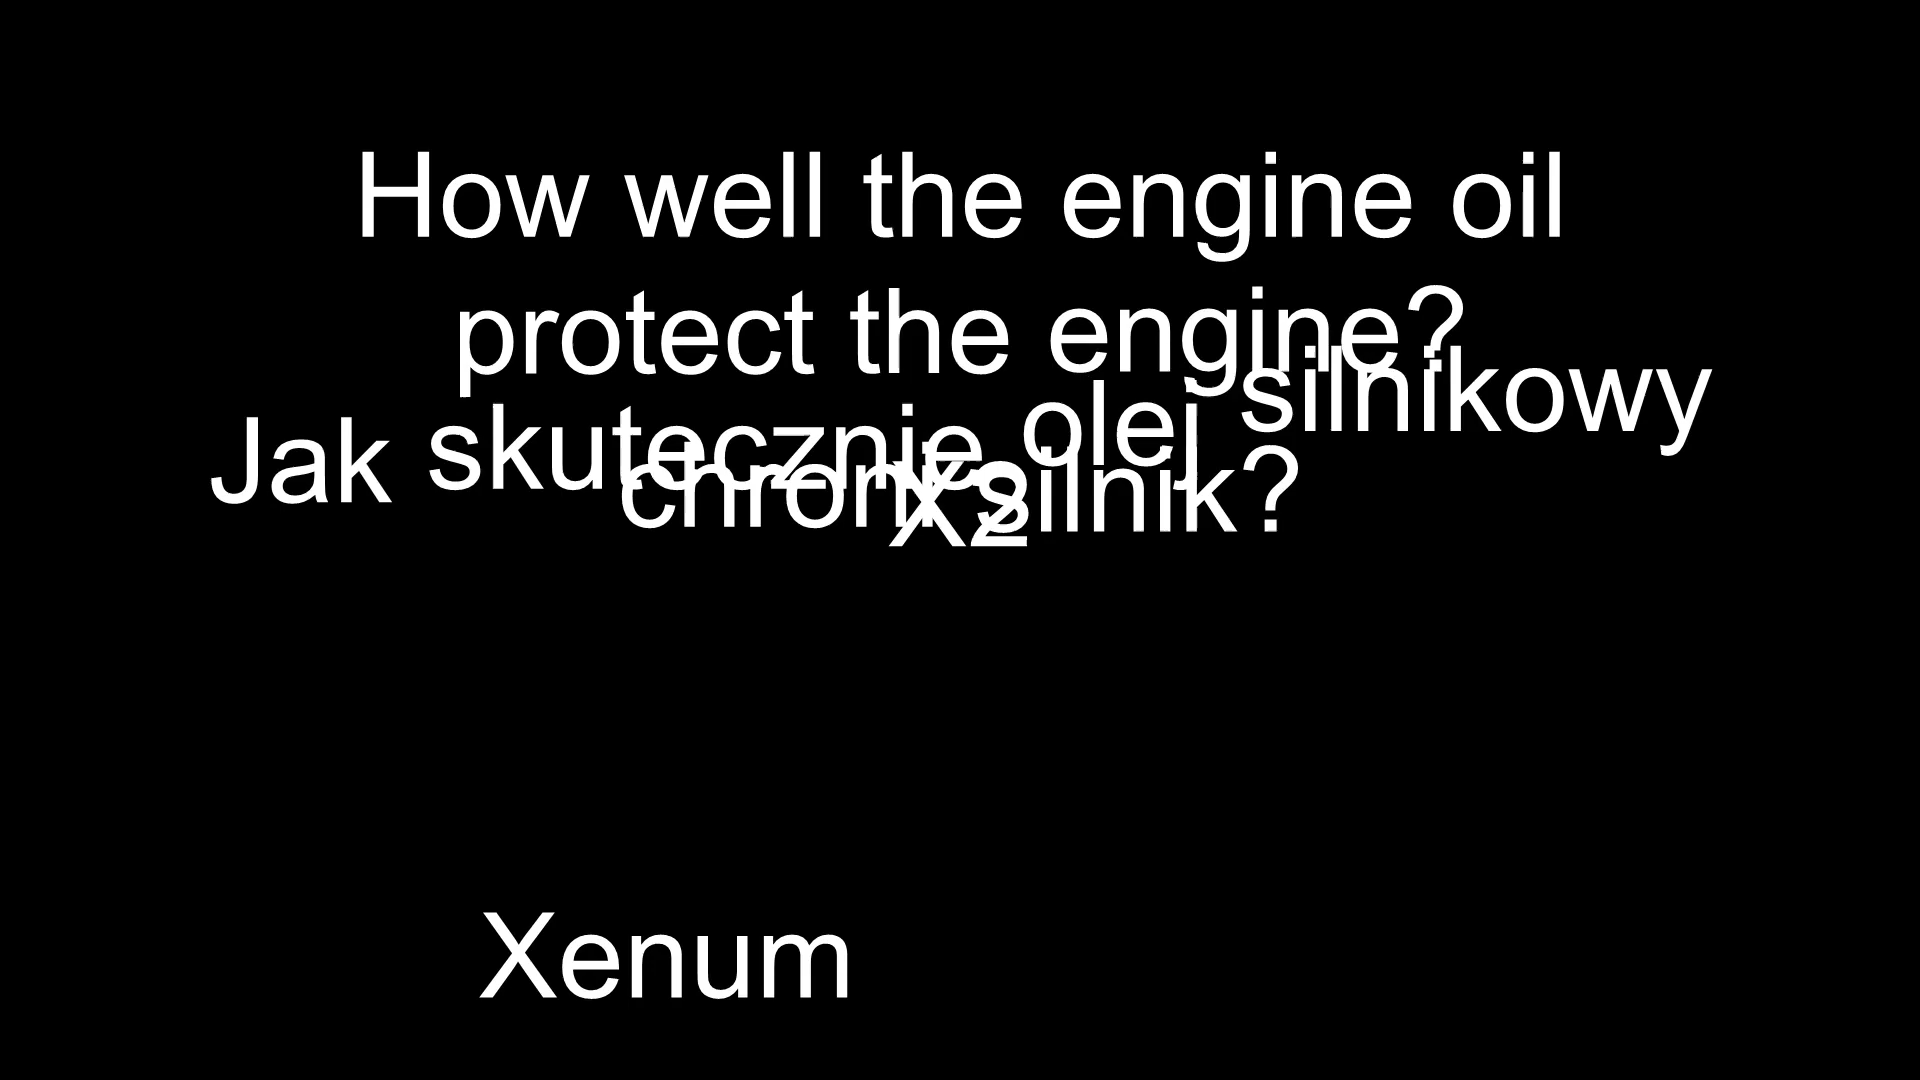 How well the engine oil
protect the engine?
Jak skutecznie olej silnikowy
chroni silnik?
X2
Xenum